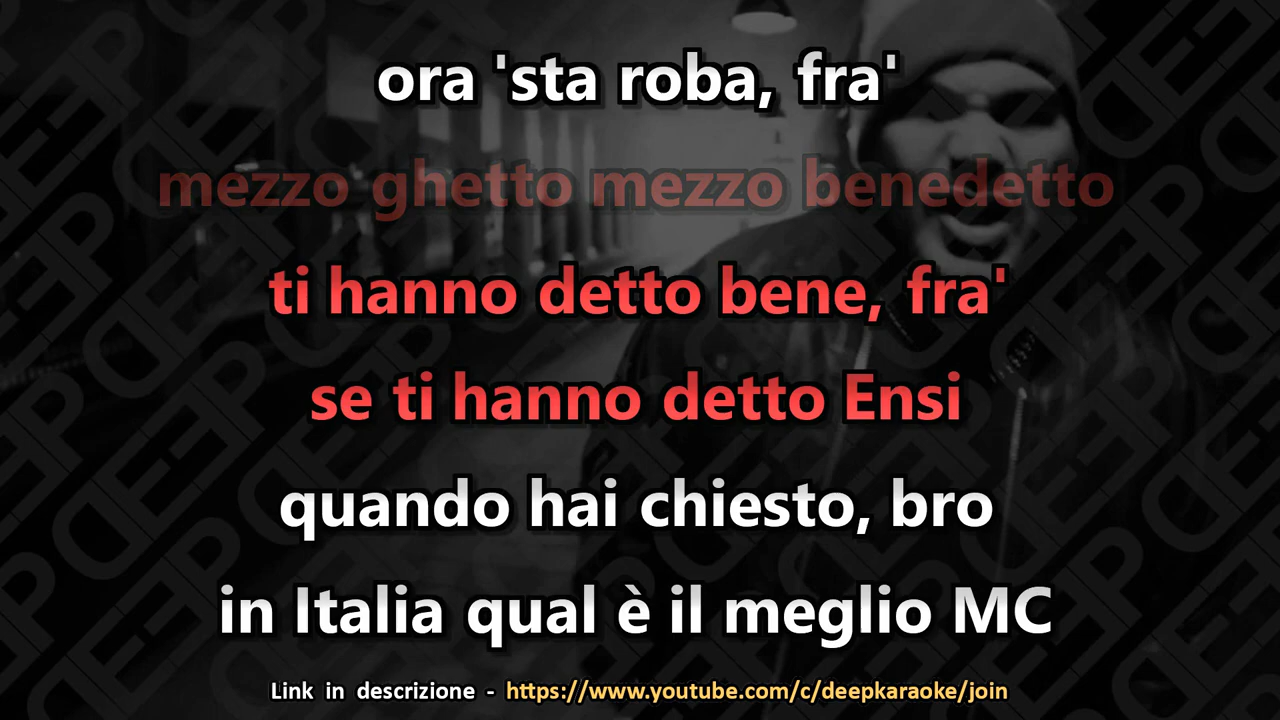 ora 'sta roba, fra'
mezzo ghetto mezzo benedetto
ti hanno detto bene, fra'
se ti hanno detto Ensi
quando hai chiesto, bro
in Italia qual è il meglio MC
Link in descrizione - https://www.youtube.com/c/deepkaraoke/join